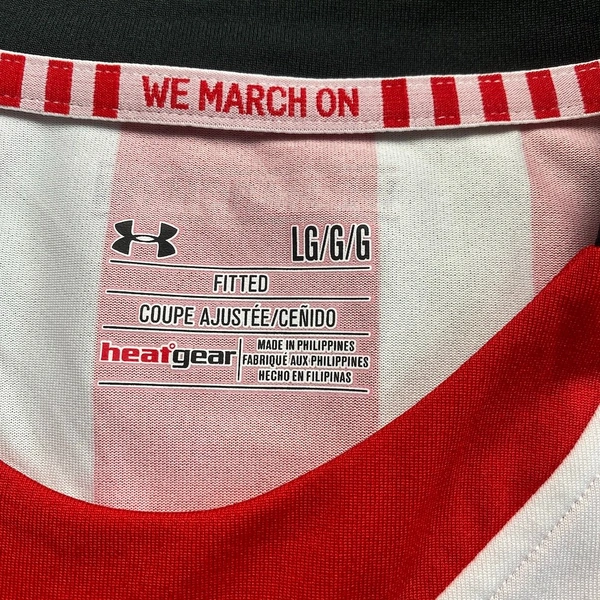 WE MARCH ON
LG/G/G
FITTED
COUPE AJUSTÉE/CEÑIDO
heatgear
MADE IN PHILIPPINES
FABRIQUÉ AUX PHILIPPINES
HECHO EN FILIPINAS